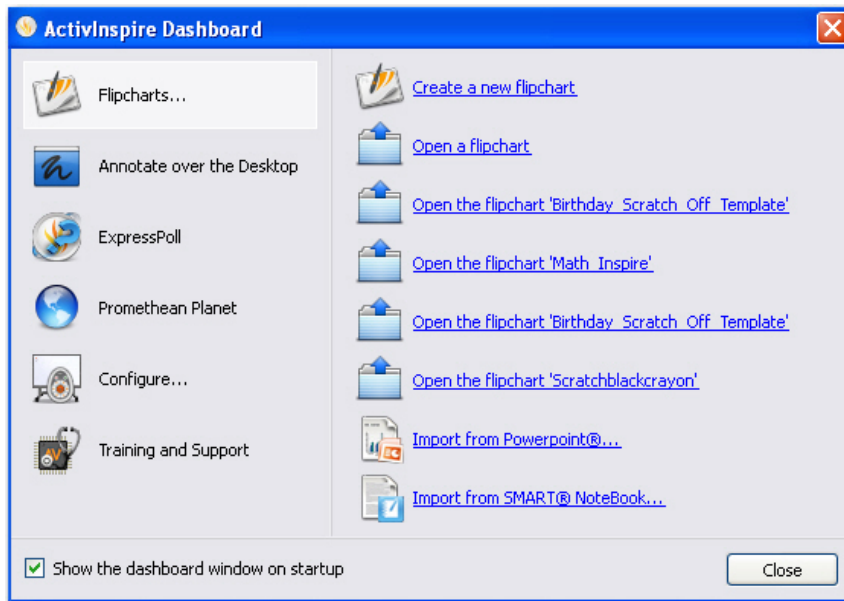 ActivInspire Dashboard
Flipcharts...
Annotate over the Desktop
ExpressPoll
Promethean Planet
Configure...
Training and Support
Create a new flipchart
Open a flipchart
Open the flipchart 'Birthday_Scratch_Off_Template'
Open the flipchart 'Math_Inspire'
Open the flipchart 'Birthday_Scratch_Off_Template'
Open the flipchart 'Scratchblackcrayon'
Import from Powerpoint®...
Import from SMART® NoteBook...
Show the dashboard window on startup
Close